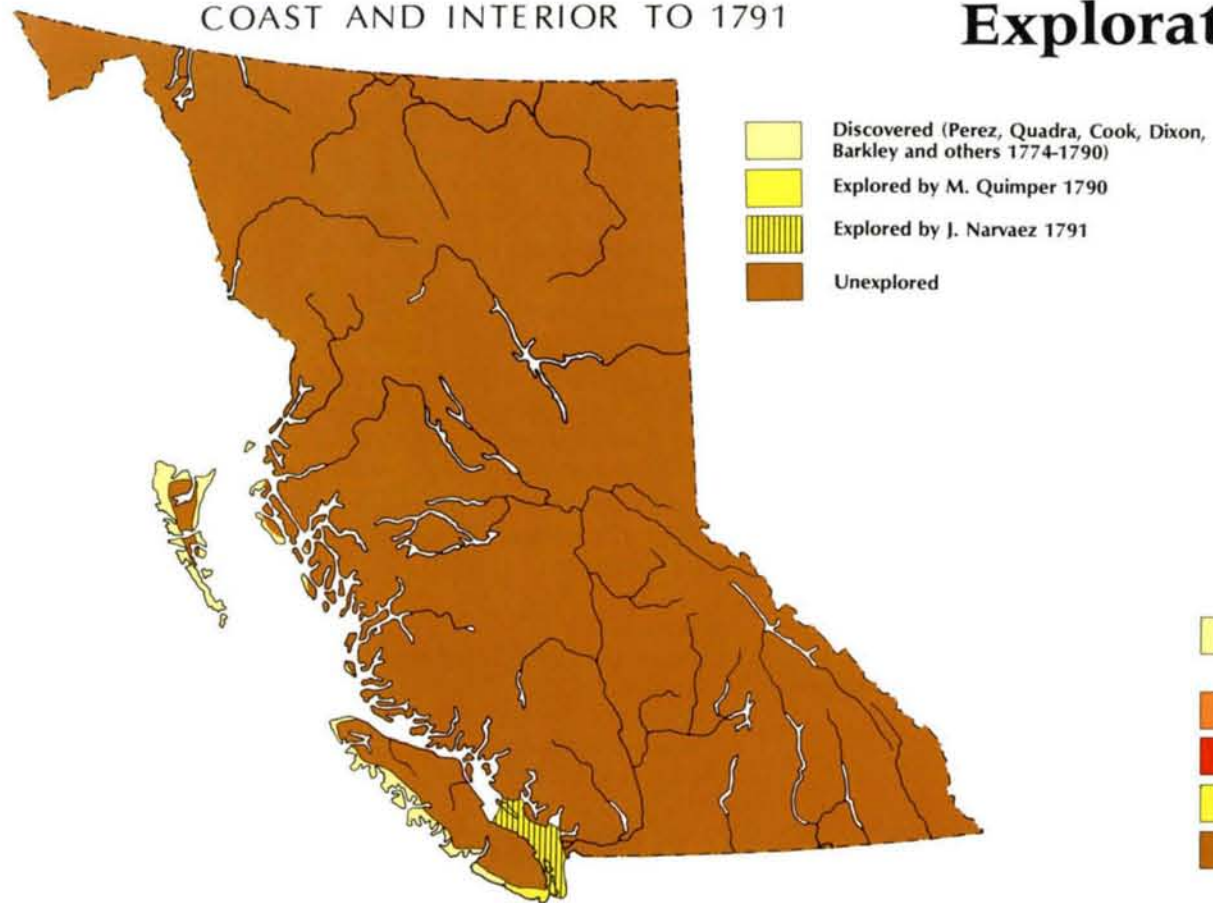 COAST AND INTERIOR TO 1791
Discovered (Perez, Quadra, Cook, Dixon,
Barkley and others 1774-1790)
Explored by M. Quimper 1790
Explored by J. Narvaez 1791
Unexplored